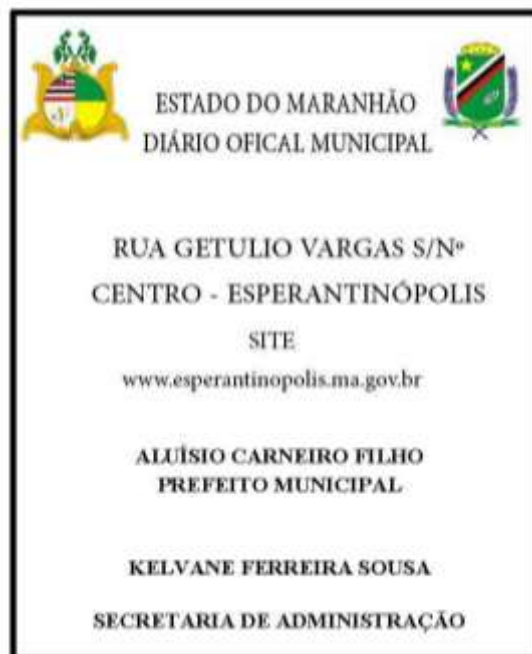 ESTADO DO MARANHÃO
DIÁRIO OFICAL MUNICIPAL
RUA GETULIO VARGAS S/Nº
CENTRO - ESPERANTINÓPOLIS
SITE
www.esperantinopolis.ma.gov.br
ALUÍSIO CARNEIRO FILHO
PREFEITO MUNICIPAL
KELVANE FERREIRA SOUSA
SECRETARIA DE ADMINISTRAÇÃO